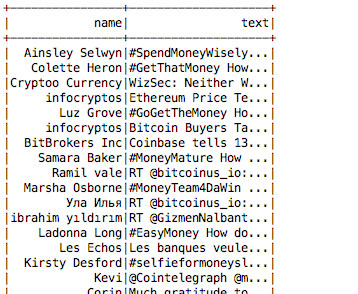 +-----------------+--------------------+
|             name|                text|
+-----------------+--------------------+
|   Ainsley Selwyn|#SpendMoneyWisely...|
|    Colette Heron|#GetThatMoney How...|
|Cryptoo Currency|WizSec: Neither W...|
|      infocryptos|Ethereum Price Te...|
|        Luz Grove|#GoGetTheMoney Ho...|
|      infocryptos|Bitcoin Buyers Ta...|
|   BitBrokers Inc|Coinbase tells 13...|
|     Samara Baker|#MoneyMature How ...|
|       Ramil vale|RT @bitcoinus_io:...|
|   Marsha Osborne|#MoneyTeam4DaWin ...|
|         Ула Илья|RT @bitcoinus_io:...|
|ibrahim yıldırım|RT @GizmenNalbant...|
|     Ladonna Long|#EasyMoney How do...|
|        Les Echos|Les banques veule...|
|   Kirsty Desford|#selfieformoneysl...|
|             Kevi|@Cointelegraph @m...|
|            Corin|Much gratitude to...